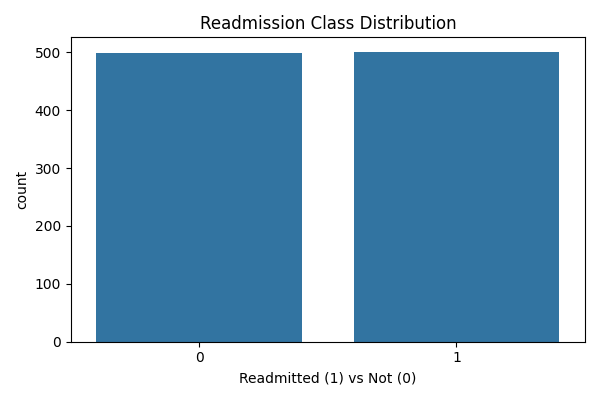 Readmission Class Distribution
500
400
300
200
100
0
count
0 1
Readmitted (1) vs Not (0)